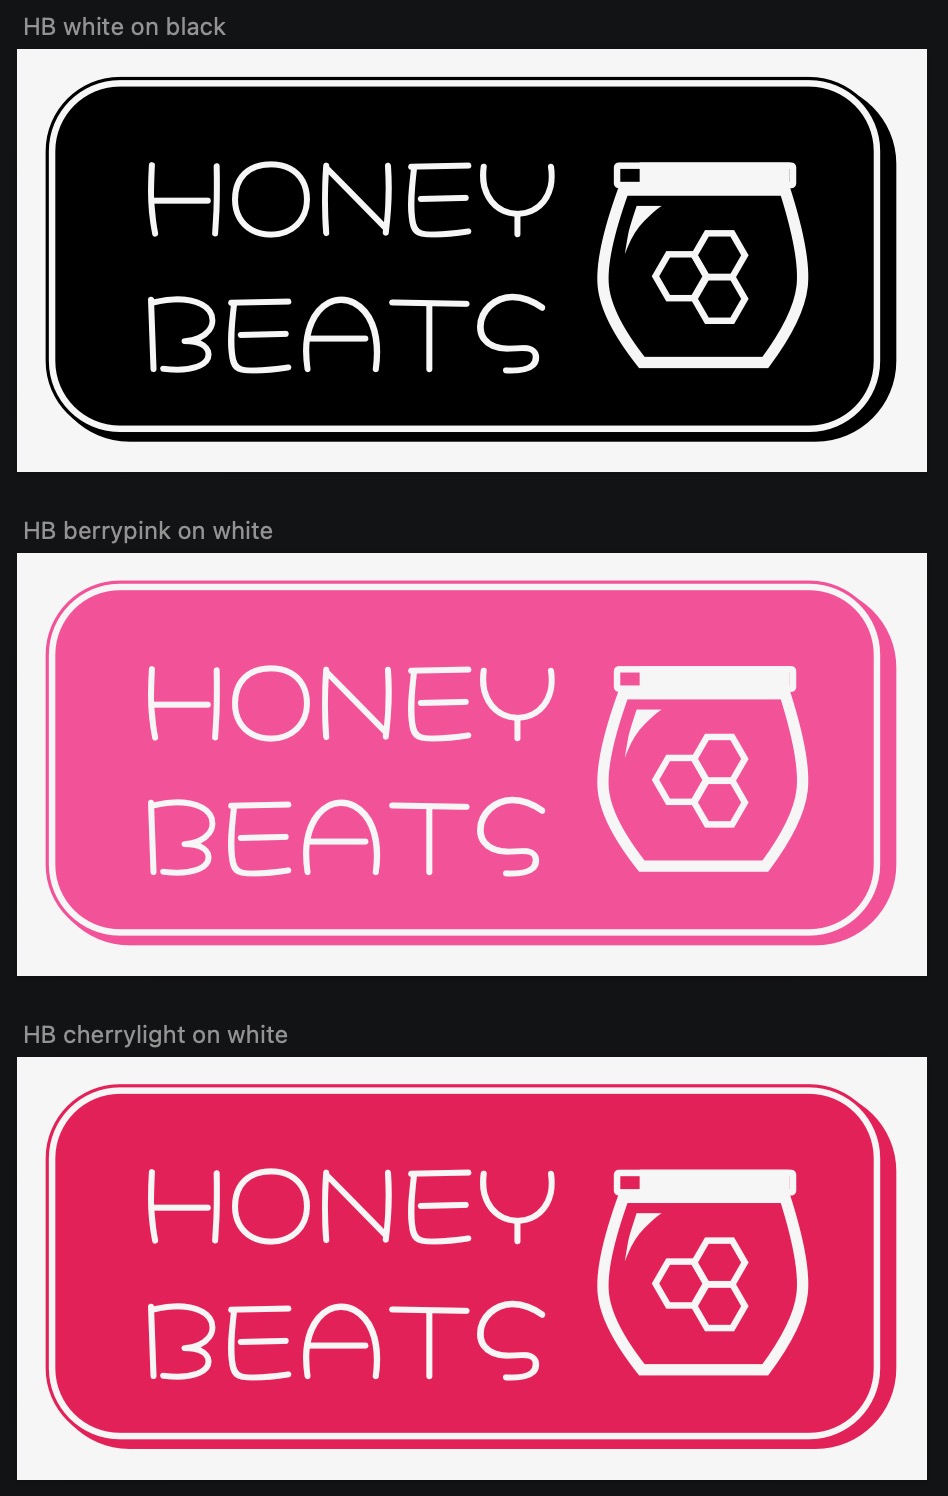 HB white on black
HONEY
BEATS
HB berrypink on white
HONEY
BEATS
HB cherrylight on white
HONEY
BEATS